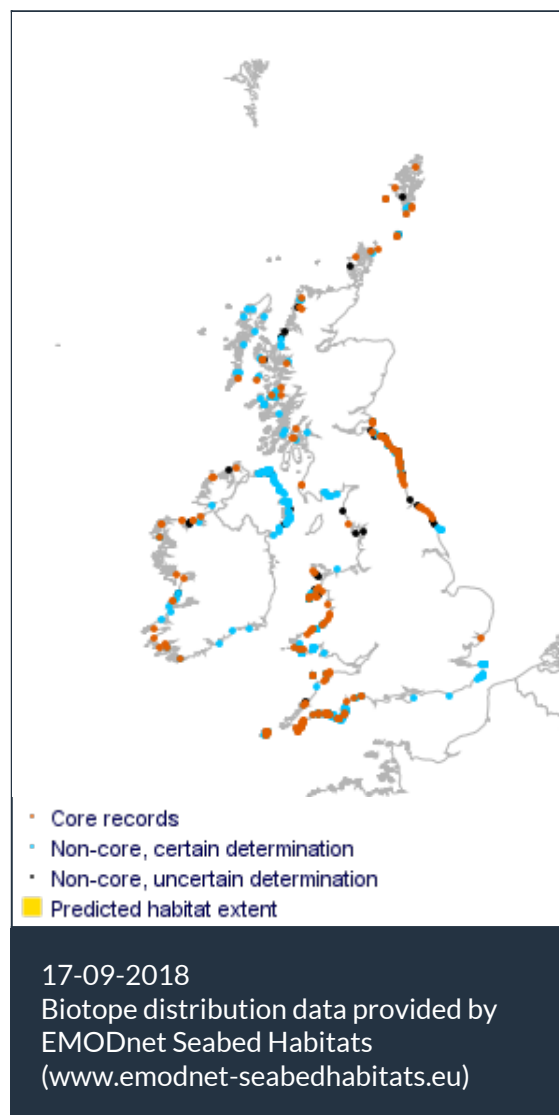 Core records
Non-core, certain determination
Non-core, uncertain determination
Predicted habitat extent
17-09-2018
Biotope distribution data provided by
EMODnet Seabed Habitats
(www.emodnet-seabedhabitats.eu)